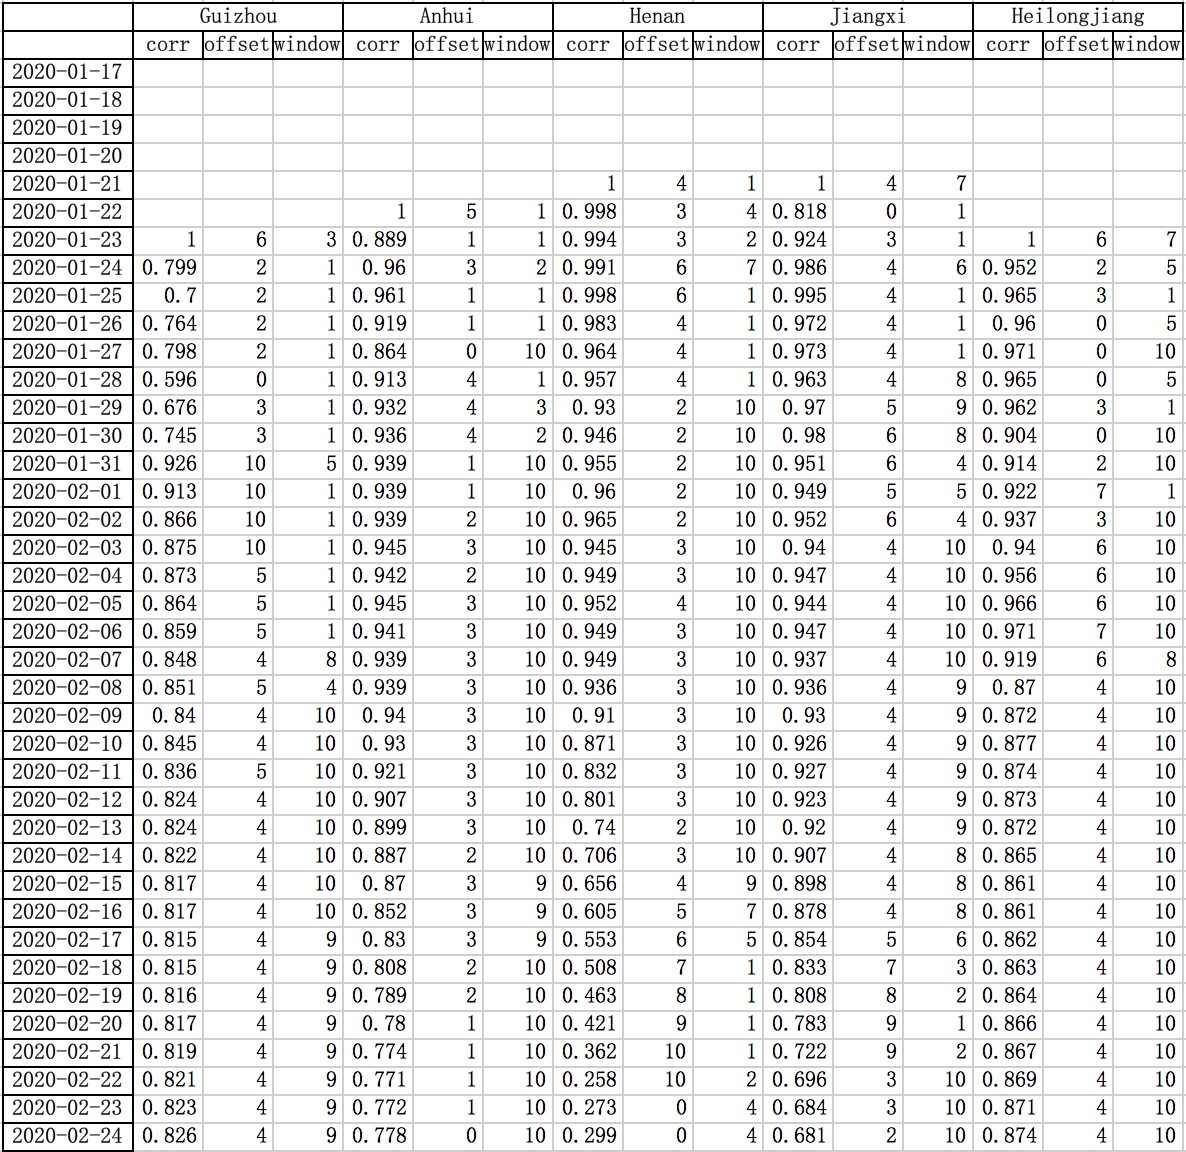 Guizhou Anhui Henan Jiangxi Heilongjiang
corr offset window corr offset window corr offset window corr offset window corr offset window
2020-01-17
2020-01-18
2020-01-19
2020-01-20
2020-01-21 1 4 1 1 4 7
2020-01-22 1 5 1 0.998 3 4 0.818 0 1
2020-01-23 1 6 3 0.889 1 1 0.994 3 2 0.924 3 1 1 6 7
2020-01-24 0.799 2 1 0.96 3 2 0.991 6 7 0.986 4 6 0.952 2 5
2020-01-25 0.7 2 1 0.961 1 1 0.998 6 1 0.995 4 1 0.965 3 1
2020-01-26 0.764 2 1 0.919 1 1 0.983 4 1 0.972 4 1 0.96 0 5
2020-01-27 0.798 2 1 0.864 0 10 0.964 4 1 0.973 4 1 0.971 0 10
2020-01-28 0.596 0 1 0.913 4 1 0.957 4 1 0.963 4 8 0.965 0 5
2020-01-29 0.676 3 1 0.932 4 3 0.93 2 10 0.97 5 9 0.962 3 1
2020-01-30 0.745 3 1 0.936 4 2 0.946 2 10 0.98 6 8 0.904 0 10
2020-01-31 0.926 10 5 0.939 1 10 0.955 2 10 0.951 6 4 0.914 2 10
2020-02-01 0.913 10 1 0.939 1 10 0.96 2 10 0.949 5 5 0.922 7 1
2020-02-02 0.866 10 1 0.939 2 10 0.965 2 10 0.952 6 4 0.937 3 10
2020-02-03 0.875 10 1 0.945 3 10 0.945 3 10 0.94 4 10 0.94 6 10
2020-02-04 0.873 5 1 0.942 2 10 0.949 3 10 0.947 4 10 0.956 6 10
2020-02-05 0.864 5 1 0.945 3 10 0.952 4 10 0.944 4 10 0.966 6 10
2020-02-06 0.859 5 1 0.941 3 10 0.949 3 10 0.947 4 10 0.971 7 10
2020-02-07 0.848 4 8 0.939 3 10 0.949 3 10 0.937 4 10 0.919 6 8
2020-02-08 0.851 5 4 0.939 3 10 0.936 3 10 0.936 4 9 0.87 4 10
2020-02-09 0.84 4 10 0.94 3 10 0.91 3 10 0.93 4 9 0.872 4 10
2020-02-10 0.845 4 10 0.93 3 10 0.871 3 10 0.926 4 9 0.877 4 10
2020-02-11 0.836 5 10 0.921 3 10 0.832 3 10 0.927 4 9 0.874 4 10
2020-02-12 0.824 4 10 0.907 3 10 0.801 3 10 0.923 4 9 0.873 4 10
2020-02-13 0.824 4 10 0.899 3 10 0.74 2 10 0.92 4 9 0.872 4 10
2020-02-14 0.822 4 10 0.887 2 10 0.706 3 10 0.907 4 8 0.865 4 10
2020-02-15 0.817 4 10 0.87 3 9 0.656 4 9 0.898 4 8 0.861 4 10
2020-02-16 0.817 4 10 0.852 3 9 0.605 5 7 0.878 4 8 0.861 4 10
2020-02-17 0.815 4 9 0.83 3 9 0.553 6 5 0.854 5 6 0.862 4 10
2020-02-18 0.815 4 9 0.808 2 10 0.508 7 1 0.833 7 3 0.863 4 10
2020-02-19 0.816 4 9 0.789 2 10 0.463 8 1 0.808 8 2 0.864 4 10
2020-02-20 0.817 4 9 0.78 1 10 0.421 9 1 0.783 9 1 0.866 4 10
2020-02-21 0.819 4 9 0.774 1 10 0.362 10 1 0.722 9 2 0.867 4 10
2020-02-22 0.821 4 9 0.771 1 10 0.258 10 2 0.696 3 10 0.869 4 10
2020-02-23 0.823 4 9 0.772 1 10 0.273 0 4 0.684 3 10 0.871 4 10
2020-02-24 0.826 4 9 0.778 0 10 0.299 0 4 0.681 2 10 0.874 4 10